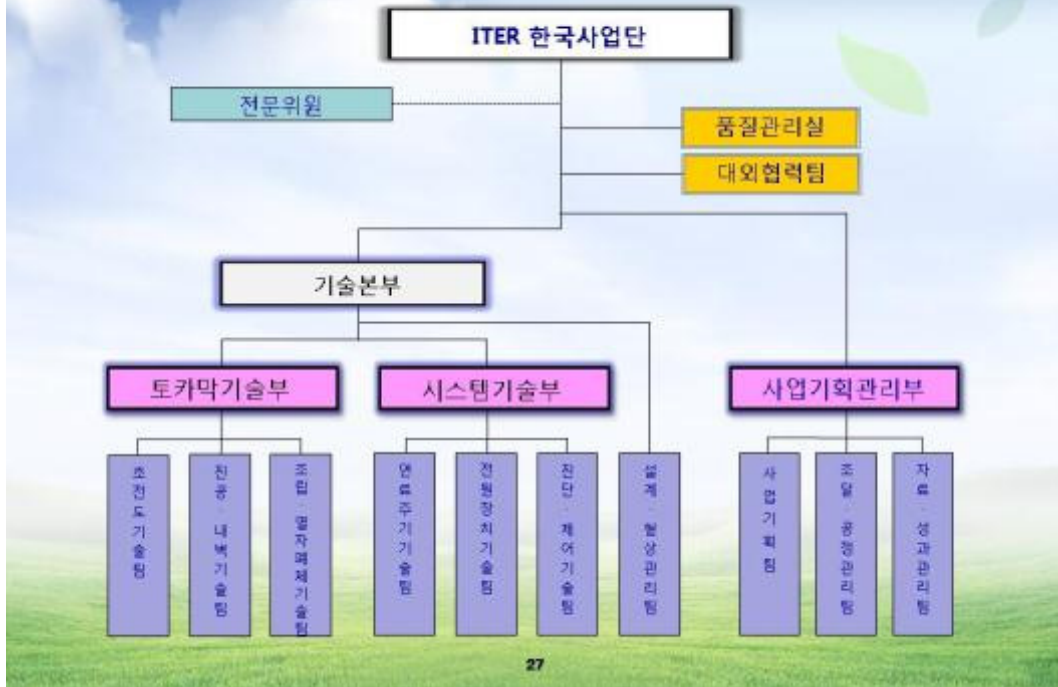 ITER 한국사업단
전문위원
품질관리실
대외협력팀
기술본부
토카막기술부
시스템기술부
사업기획관리부
초전도기술팀
진공·내벽기술팀
조립·열차폐체기술팀
연료주기기술팀
전원장치기술팀
진단·제어기술팀
설계·형상관리팀
사업기획팀
조달·공정관리팀
자료·성과관리팀
27